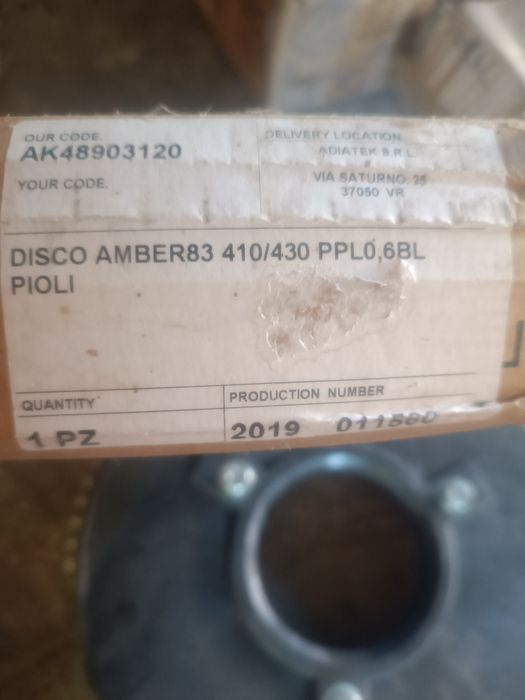 OUR CODE.
AK48903120
DELIVERY LOCATION
ADIATEK S.R.L.
VIA SATURNO, 25
37050 VR
YOUR CODE.
DISCO AMBER83 410/430 PPL0,6BL
PIOLI
QUANTITY
1 PZ
PRODUCTION NUMBER
2019 011560